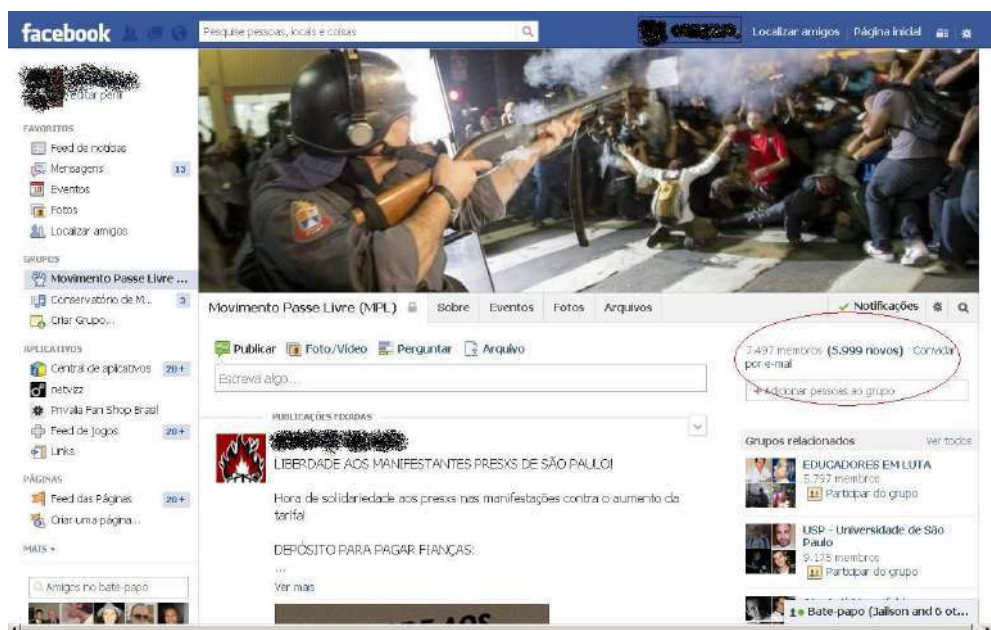 facebook
Pesquise pessoas, locais e coisas
Localizar amigos Página inicial
editar perfil
FAVORITOS
Feed de notícias
Mensagens 13
Eventos
Fotos
Localizar amigos
GRUPOS
Movimento Passe Livre ...
Conservatório de M... 3
Criar Grupo...
APLICATIVOS
Central de aplicativos 20+
netvizz
Privalia Fan Shop Brasil
Feed de jogos 20+
Links
PÁGINAS
Feed das Páginas 20+
Criar uma página...
MAIS
Amigos no bate-papo
Movimento Passe Livre (MPL) Sobre Eventos Fotos Arquivos Notificações
Publicar Foto/Vídeo Perguntar Arquivo
Escreva algo...
PUBLICAÇÕES FIXADAS
LIBERDADE AOS MANIFESTANTES PRESXS DE SÃO PAULO!
Hora de solidariedade aos presxs nas manifestações contra o aumento da
tarifa!
DEPÓSITO PARA PAGAR FIANÇAS:
...
Ver mais
7.497 membros (5.999 novos) · Convidar
por e-mail
+ Adicionar pessoas ao grupo
Grupos relacionados Ver todos
EDUCADORES EM LUTA
5.797 membros
Participar do grupo
USP - Universidade de São
Paulo
9.175 membros
Participar do grupo
Bate-papo (Jailson and 6 ot...